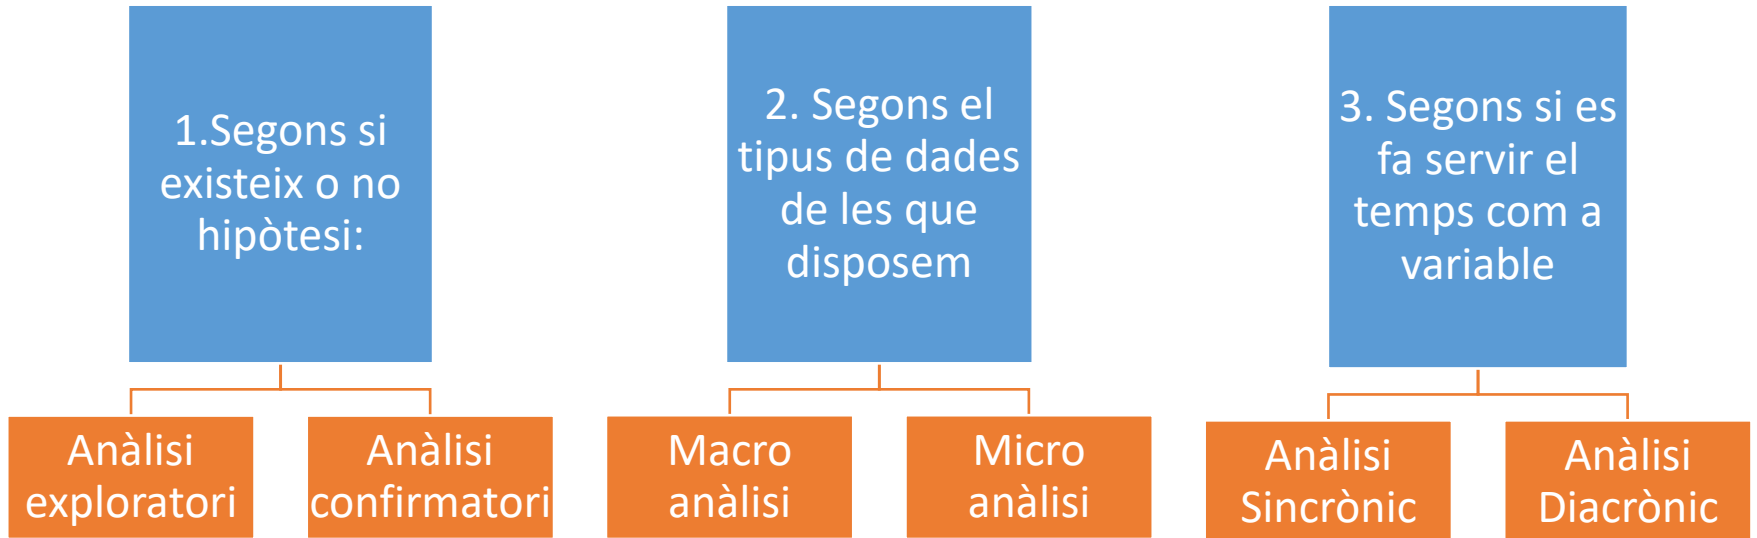 1.Segons si
existeix o no
hipòtesi:
Anàlisi
exploratori
Anàlisi
confirmatori
2. Segons el
tipus de dades
de les que
disposem
Macro
anàlisi
Micro
anàlisi
3. Segons si es
fa servir el
temps com a
variable
Anàlisi
Sincrònic
Anàlisi
Diacrònic